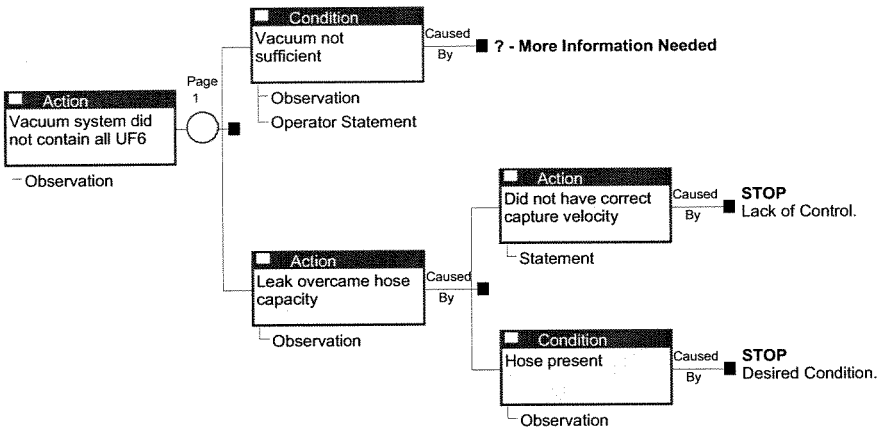 Condition
Vacuum not
sufficient
Caused
By
? - More Information Needed
Observation
Operator Statement
Page
1
Action
Vacuum system did
not contain all UF6
Observation
Action
Leak overcame hose
capacity
Caused
By
Observation
Action
Did not have correct
capture velocity
Caused
By
STOP
Lack of Control.
Statement
Condition
Hose present
Caused
By
STOP
Desired Condition.
Observation